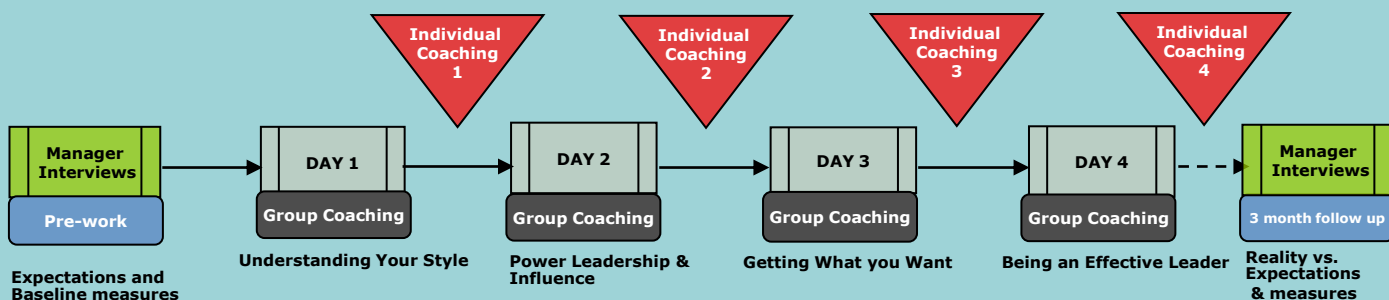 Individual
Coaching
1
Individual
Coaching
2
Individual
Coaching
3
Individual
Coaching
4
Manager
Interviews
Pre-work
Expectations and
Baseline measures
DAY 1
Group Coaching
Understanding Your Style
DAY 2
Group Coaching
Power Leadership &
Influence
DAY 3
Group Coaching
Getting What you Want
DAY 4
Group Coaching
Being an Effective Leader
Manager
Interviews
3 month follow up
Reality vs.
Expectations
& measures